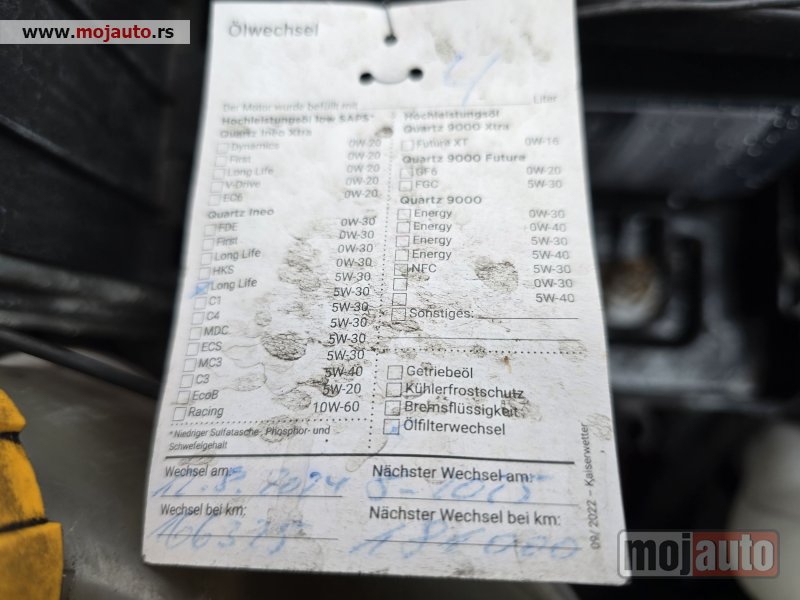 www.mojauto.rs
Ölwechsel
4
Der Motor wurde befüllt mit Liter
Hochleistungsöl low SAPS*
Quartz Ineo Xtra
Dynamics 0W-20
First 0W-20
Long Life 0W-20
V-Drive 0W-20
EC6 0W-20
Quartz Ineo
FDE 0W-30
First 0W-30
Long Life 0W-30
HKS 0W-30
Long Life 5W-30
C1 5W-30
C4 5W-30
MDC 5W-30
ECS 5W-30
MC3 5W-30
C3 5W-40
EcoB 5W-20
Racing 10W-60
*Niedriger Sulfatasche-, Phosphor- und
Schwefelgehalt
Hochleistungsöl
Quartz 9000 Xtra
Future XT 0W-16
Quartz 9000 Future
GF6 0W-20
FGC 5W-30
Quartz 9000
Energy 0W-30
Energy 0W-40
Energy 5W-30
Energy 5W-40
NFC 5W-30
0W-30
5W-40
Sonstiges:
Getriebeöl
Kühlerfrostschutz
Bremsflüssigkeit
Ölfilterwechsel
Wechsel am: Nächster Wechsel am:
2024 8-2025
Wechsel bei km: Nächster Wechsel bei km:
166375
09/2022 – Kaiserwetter
mojauto